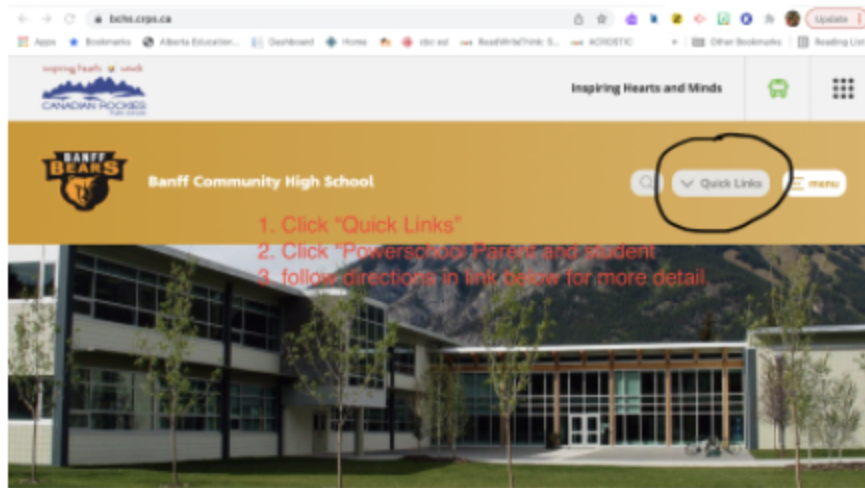 bchs.crps.ca
Update
Apps Bookmarks Alberta Education... Dashboard Home cbc esl ReadWriteThink: S... ACROSTIC Other Bookmarks Reading List
inspiring hearts & minds
CANADIAN ROCKIES
Inspiring Hearts and Minds
BANFF
BEARS
Banff Community High School
Quick Links
menu
1. Click "Quick Links"
2. Click "Powerschool Parent and student
3. follow directions in link below for more detail